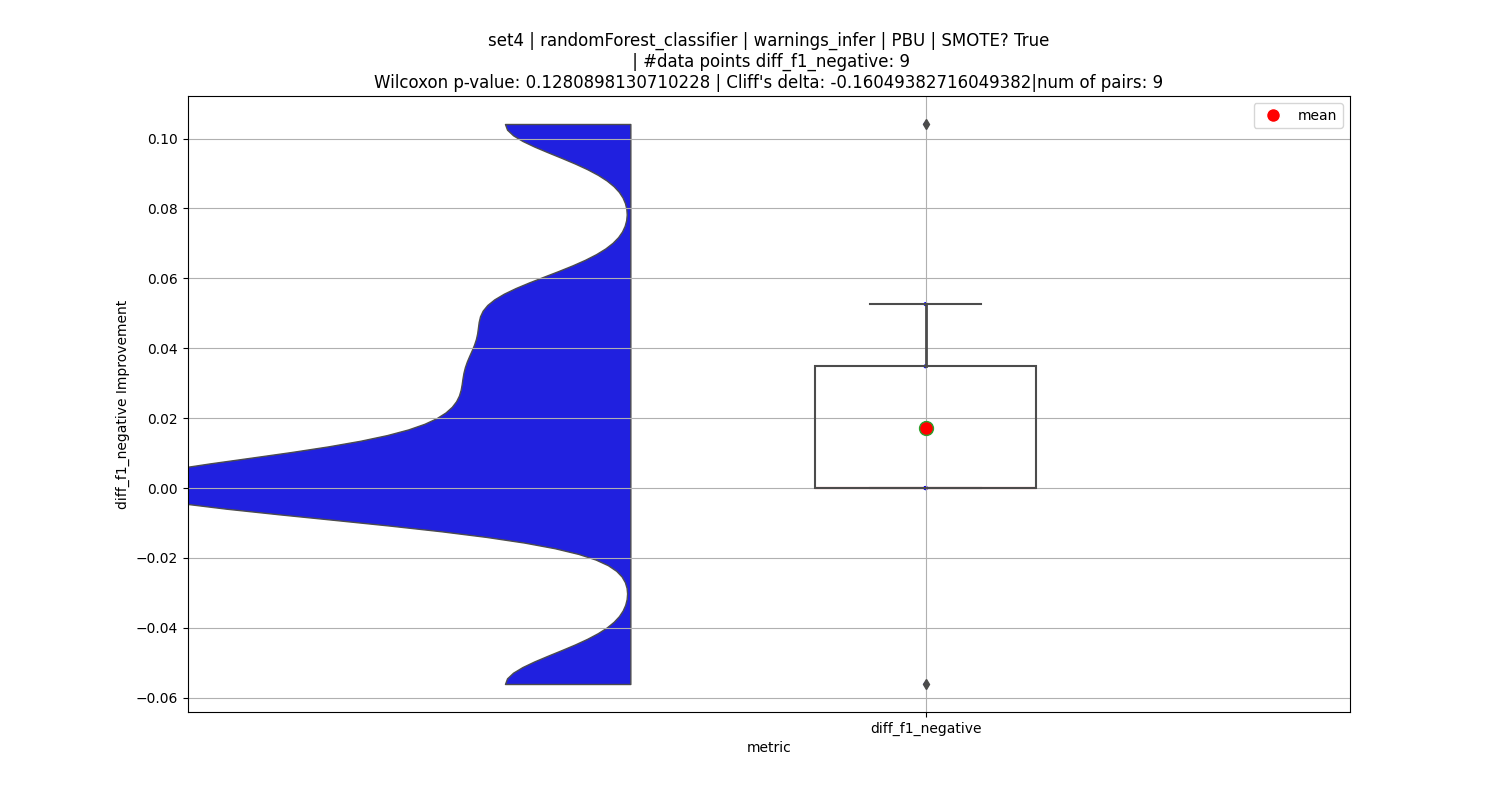 set4 | randomForest_classifier | warnings_infer | PBU | SMOTE? True
| #data points diff_f1_negative: 9
Wilcoxon p-value: 0.1280898130710228 | Cliff's delta: -0.16049382716049382|num of pairs: 9
mean
0.10
0.08
0.06
0.04
0.02
0.00
−0.02
−0.04
−0.06
diff_f1_negative Improvement
diff_f1_negative
metric